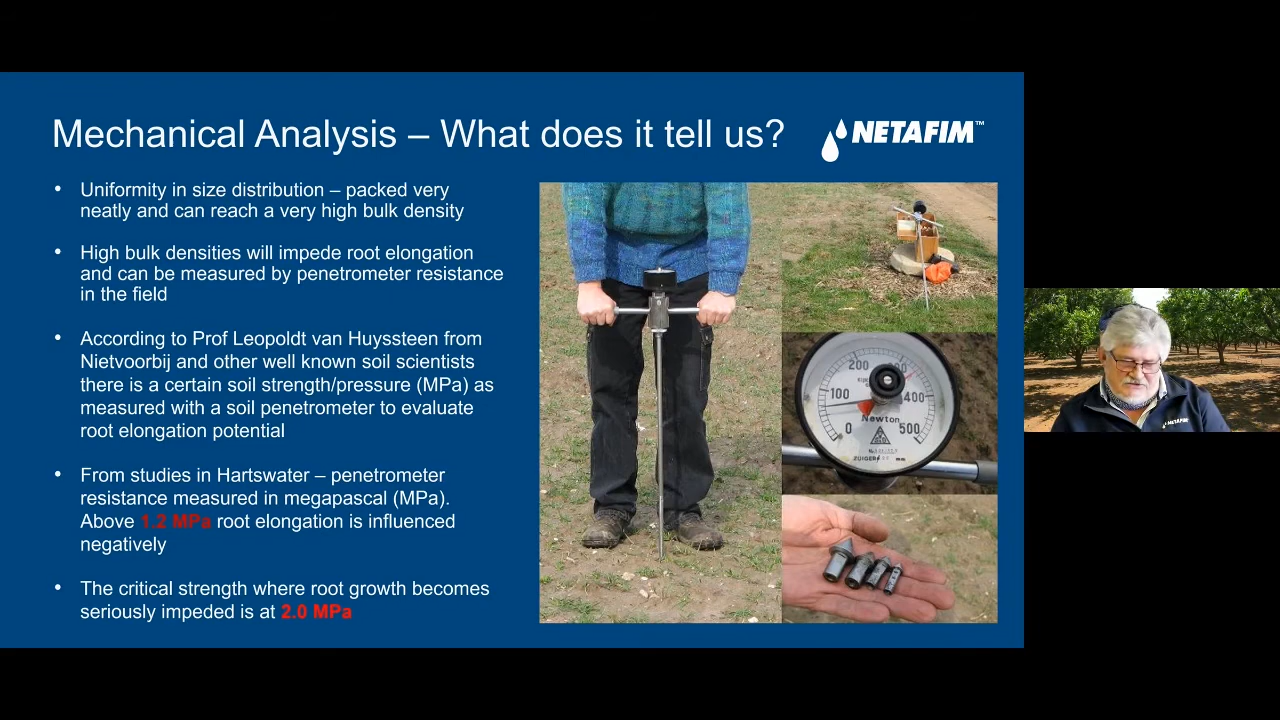 Mechanical Analysis – What does it tell us?
NETAFIM™
• Uniformity in size distribution – packed very
neatly and can reach a very high bulk density
• High bulk densities will impede root elongation
and can be measured by penetrometer resistance
in the field
• According to Prof Leopoldt van Huyssteen from
Nietvoorbij and other well known soil scientists
there is a certain soil strength/pressure (MPa) as
measured with a soil penetrometer to evaluate
root elongation potential
• From studies in Hartswater – penetrometer
resistance measured in megapascal (MPa).
Above 1.2 MPa root elongation is influenced
negatively
• The critical strength where root growth becomes
seriously impeded is at 2.0 MPa
200
100
400
Newton
0
500
NETAFIM